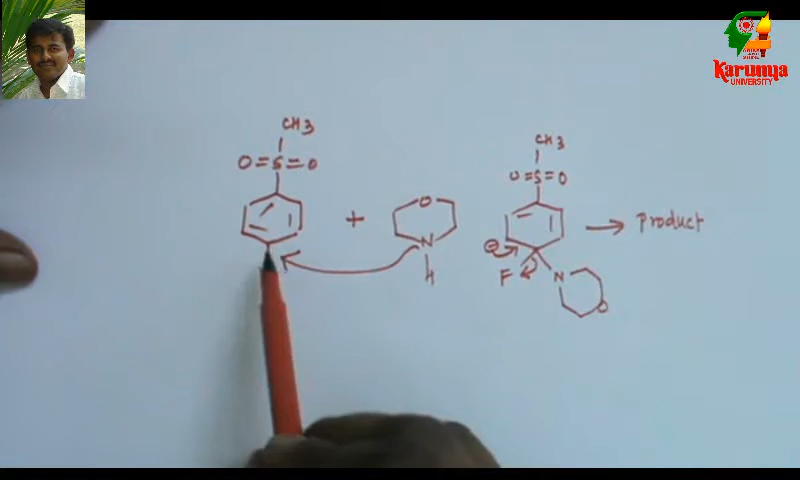 Karunya
UNIVERSITY
CH3
O=S=O
+
O
N
H
CH3
O=S=O
⊖
F
N
O
→ Product